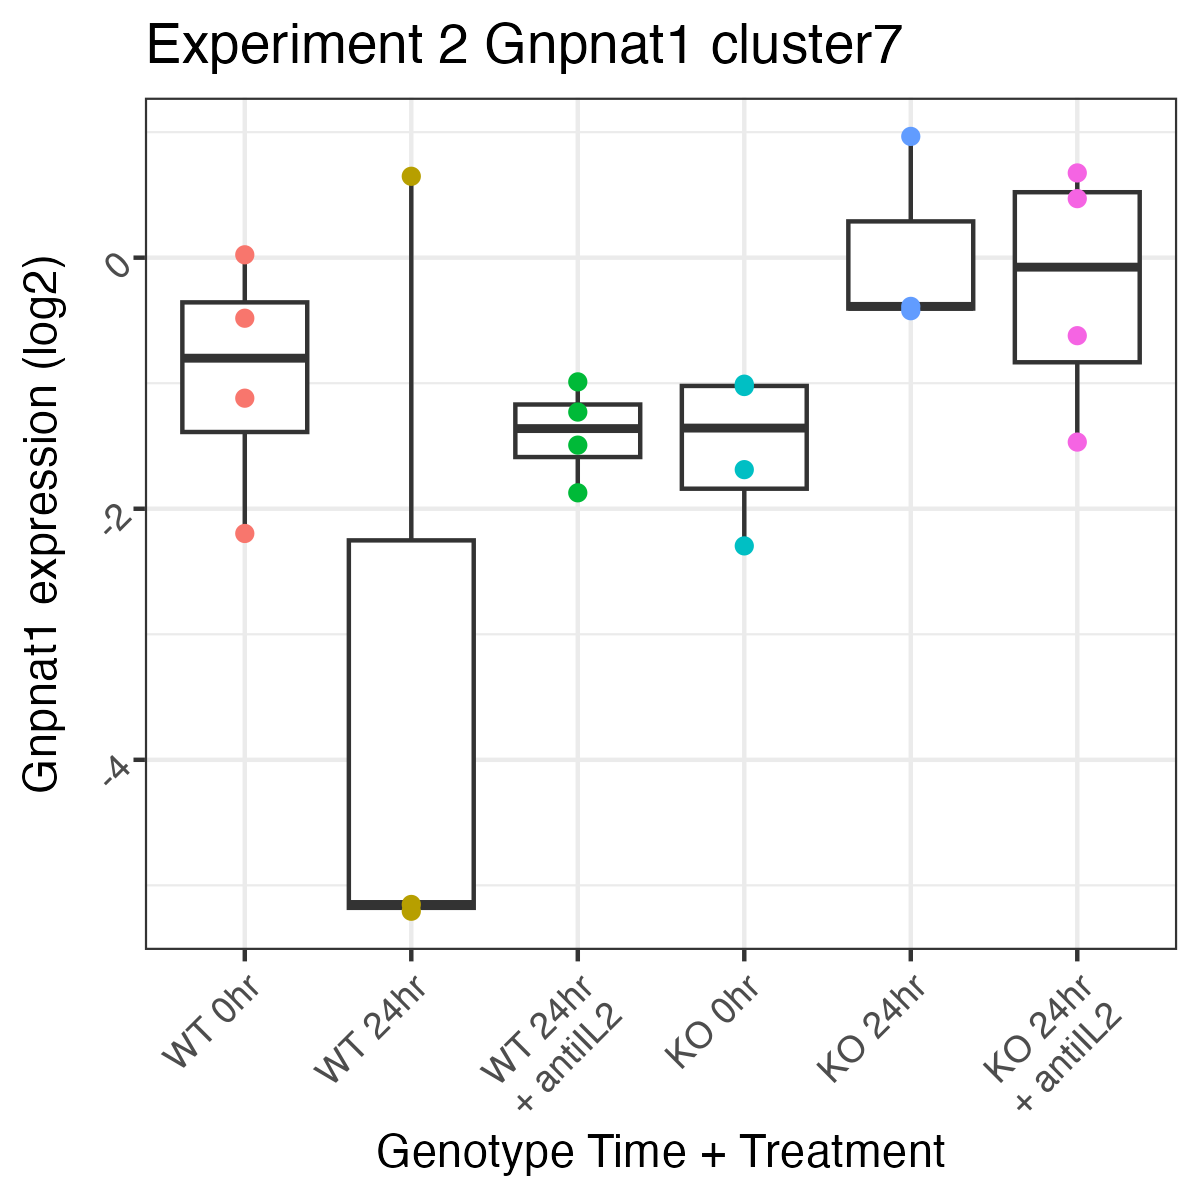 Experiment 2 Gnpnat1 cluster7
Gnpnat1 expression (log2)
0
-2
-4
WT 0hr
WT 24hr
WT 24hr
+ antiIL2
KO 0hr
KO 24hr
KO 24hr
+ antiIL2
Genotype Time + Treatment